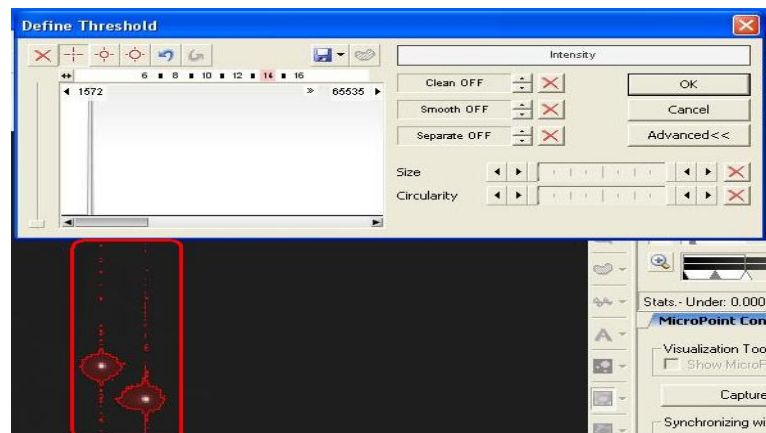 Define Threshold
Intensity
6 8 10 12 14 16
1572 » 65535
Clean OFF
OK
Smooth OFF
Cancel
Separate OFF
Advanced<<
Size
Circularity
Stats.- Under: 0.000
MicroPoint Con
Visualization Too
Show MicroP
Capture
Synchronizing wi